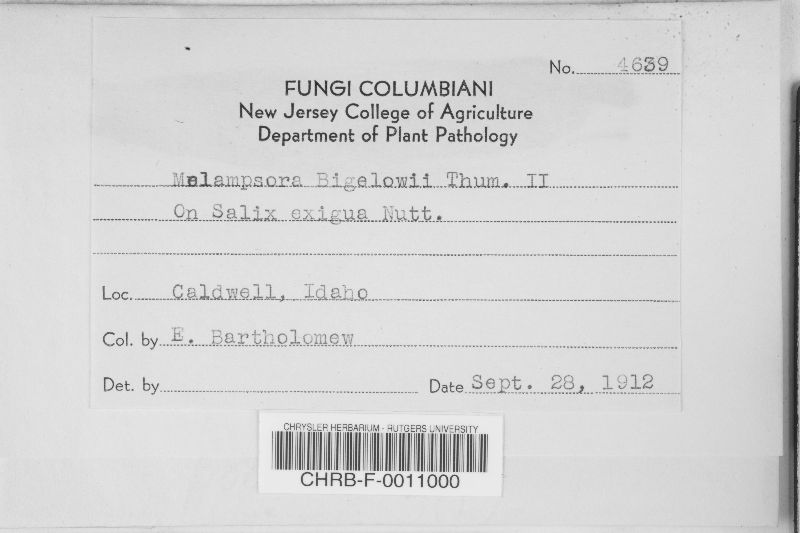 No. 4639
FUNGI COLUMBIANI
New Jersey College of Agriculture
Department of Plant Pathology
Melampsora Bigelowii Thum. II
On Salix exigua Nutt.
Loc. Caldwell, Idaho
Col. by E. Bartholomew
Det. by
Date Sept. 28, 1912
CHRYSLER HERBARIUM - RUTGERS UNIVERSITY
CHRB-F-0011000